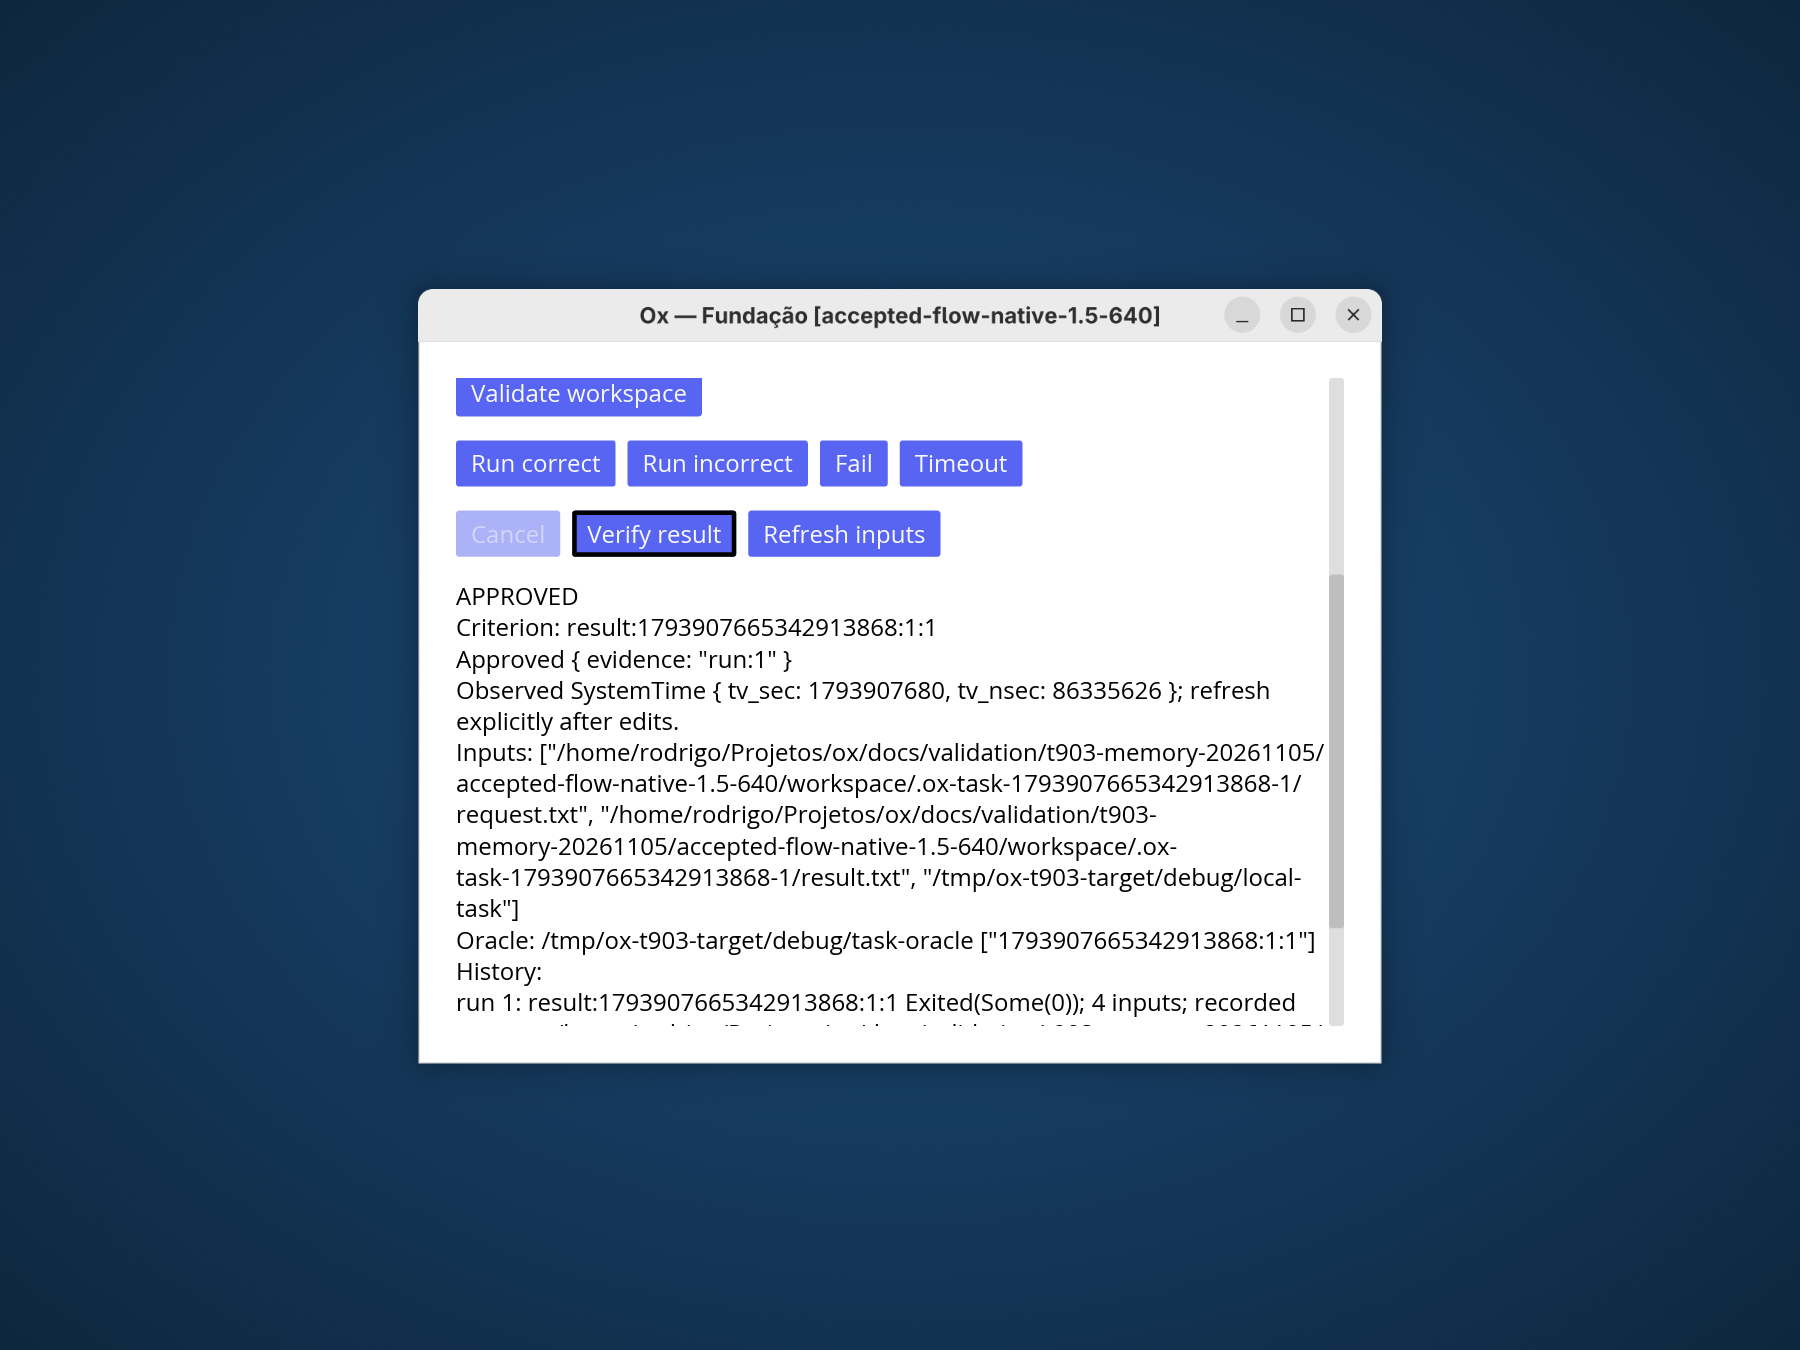 Ox — Fundação [accepted-flow-native-1.5-640]
Validate workspace
Run correct Run incorrect Fail Timeout
Cancel Verify result Refresh inputs
APPROVED
Criterion: result:1793907665342913868:1:1
Approved { evidence: "run:1" }
Observed SystemTime { tv_sec: 1793907680, tv_nsec: 86335626 }; refresh
explicitly after edits.
Inputs: ["/home/rodrigo/Projetos/ox/docs/validation/t903-memory-20261105/
accepted-flow-native-1.5-640/workspace/.ox-task-1793907665342913868-1/
request.txt", "/home/rodrigo/Projetos/ox/docs/validation/t903-
memory-20261105/accepted-flow-native-1.5-640/workspace/.ox-
task-1793907665342913868-1/result.txt", "/tmp/ox-t903-target/debug/local-
task"]
Oracle: /tmp/ox-t903-target/debug/task-oracle ["1793907665342913868:1:1"]
History:
run 1: result:1793907665342913868:1:1 Exited(Some(0)); 4 inputs; recorded